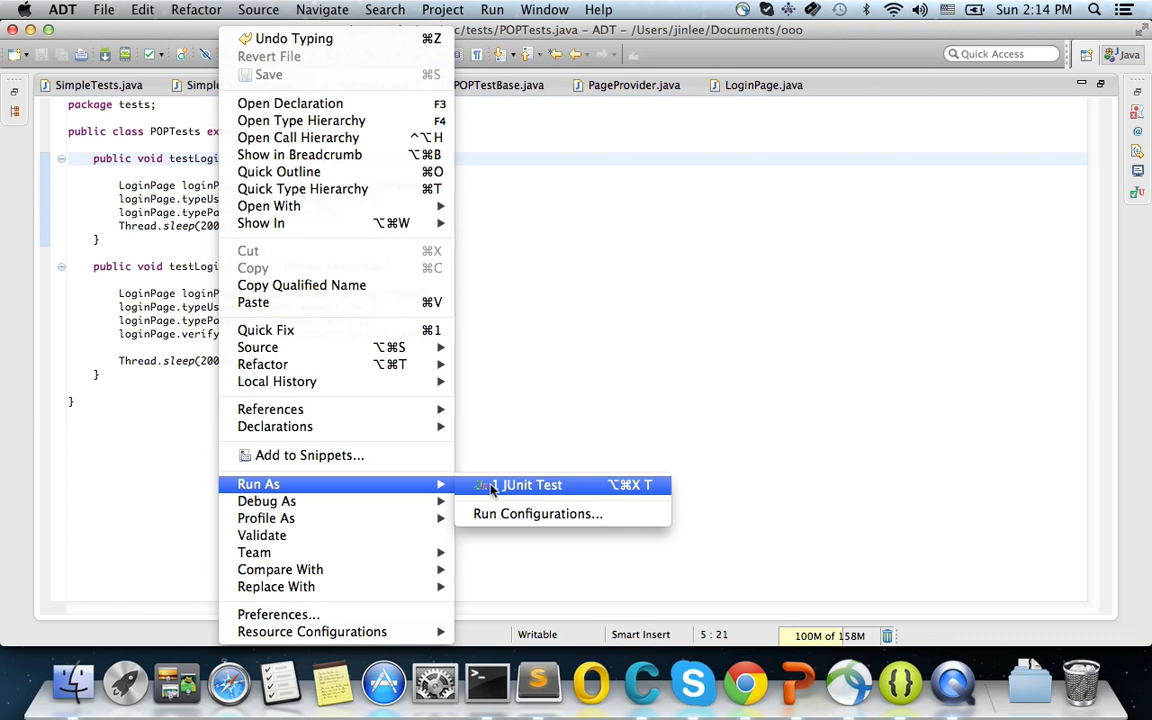 ADT File Edit Refactor Source Navigate Search Project Run Window Help Sun 2:14 PM
c/tests/POPTests.java – ADT – /Users/jinlee/Documents/ooo
Quick Access Java
SimpleTests.java Simple POPTestBase.java PageProvider.java LoginPage.java
package tests;
public class POPTests
public void testLogi
LoginPage loginP
loginPage.typeUs
loginPage.typePa
Thread.sleep(200
}
public void testLogi
LoginPage loginP
loginPage.typeUs
loginPage.typePa
loginPage.verify
Thread.sleep(200
}
}
Undo Typing ⌘Z
Revert File
Save ⌘S
Open Declaration F3
Open Type Hierarchy F4
Open Call Hierarchy ^⌥H
Show in Breadcrumb ⌥⌘B
Quick Outline ⌘O
Quick Type Hierarchy ⌘T
Open With
Show In ⌥⌘W
Cut ⌘X
Copy ⌘C
Copy Qualified Name
Paste ⌘V
Quick Fix ⌘1
Source ⌥⌘S
Refactor ⌥⌘T
Local History
References
Declarations
Add to Snippets...
Run As
Debug As
Profile As
Validate
Team
Compare With
Replace With
Preferences...
Resource Configurations
1 JUnit Test ⌥⌘X T
Run Configurations...
Writable Smart Insert 5 : 21 100M of 158M